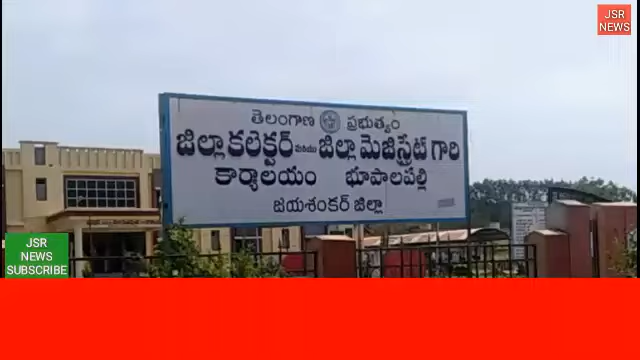 JSR
NEWS
తెలంగాణ ప్రభుత్వం
జిల్లా కలెక్టర్ మరియు జిల్లా మెజిస్ట్రేట్ గారి
కార్యాలయం భూపాలపల్లి
జయశంకర్ జిల్లా
JSR
NEWS
SUBSCRIBE